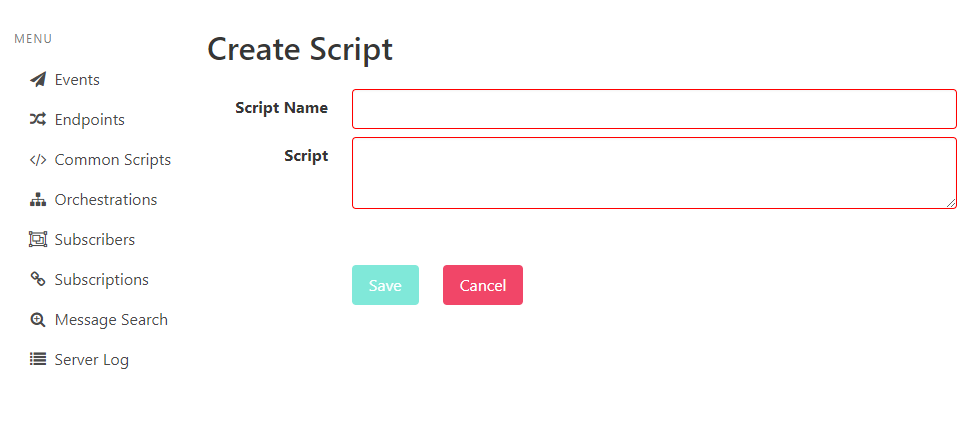 MENU
Events
Endpoints
Common Scripts
Orchestrations
Subscribers
Subscriptions
Message Search
Server Log
Create Script
Script Name
Script
Save
Cancel